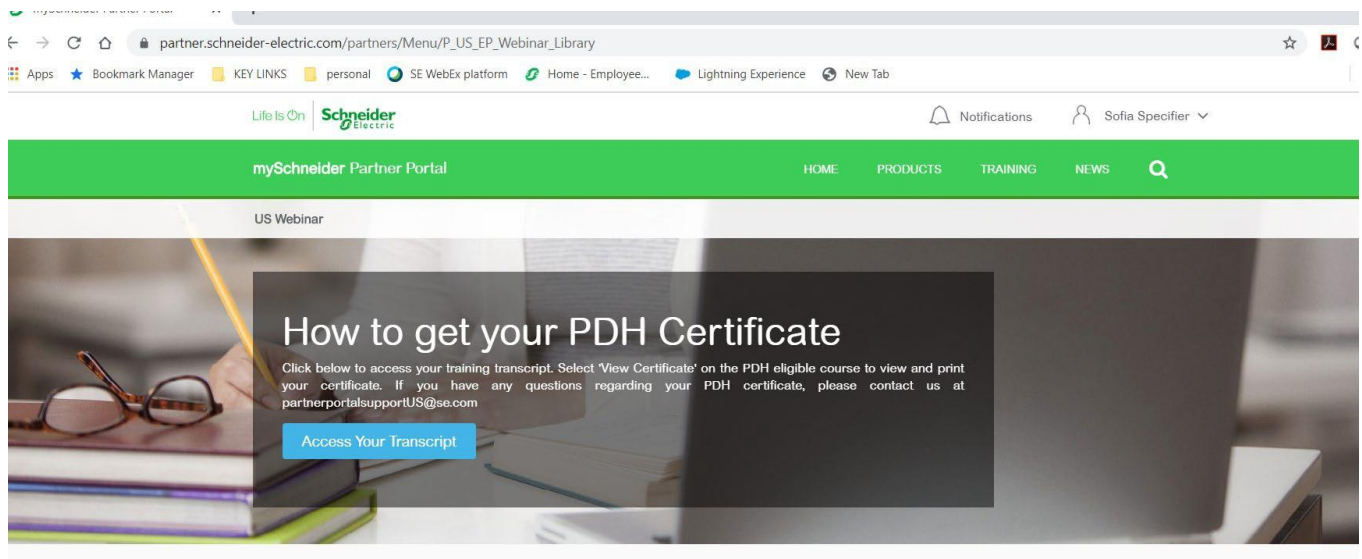 partner.schneider-electric.com/partners/Menu/P_US_EP_Webinar_Library
Apps Bookmark Manager KEY LINKS personal SE WebEx platform Home - Employee... Lightning Experience New Tab
Life Is On Schneider Electric Notifications Sofia Specifier
mySchneider Partner Portal HOME PRODUCTS TRAINING NEWS
US Webinar
How to get your PDH Certificate
Click below to access your training transcript. Select 'View Certificate' on the PDH eligible course to view and print
your certificate. If you have any questions regarding your PDH certificate, please contact us at
partnerportalsupportUS@se.com
Access Your Transcript